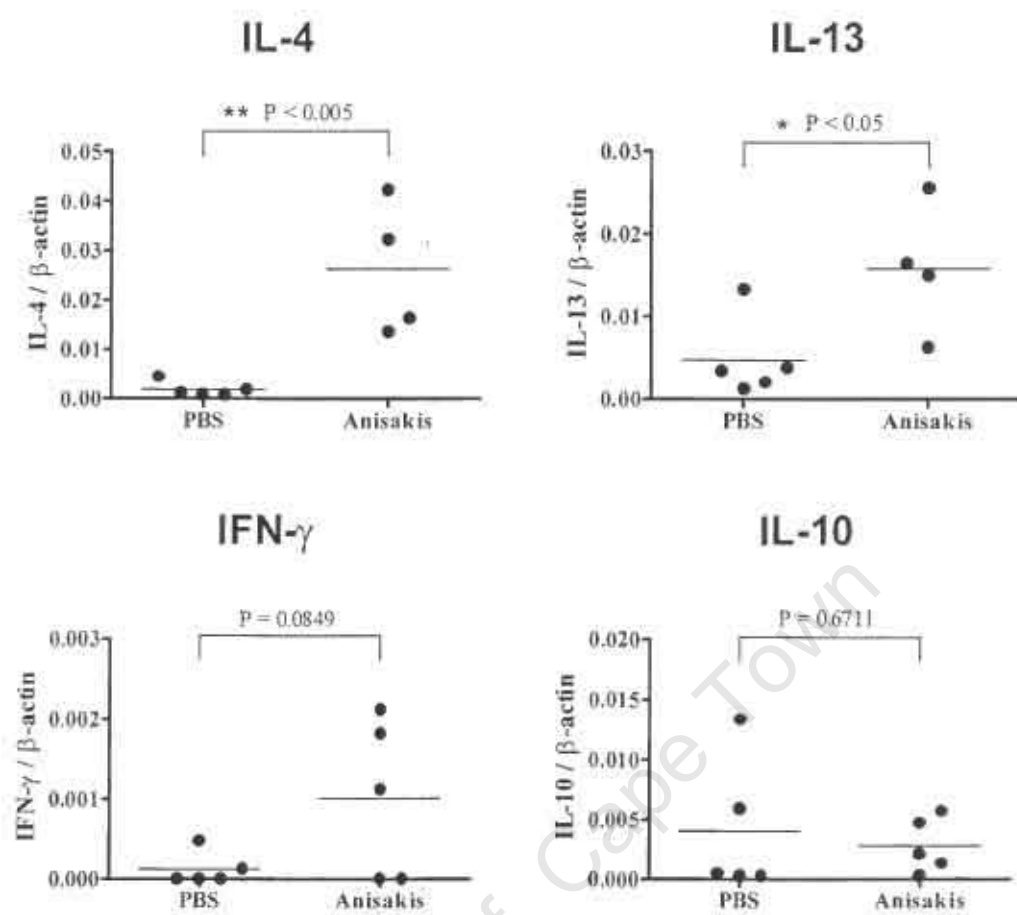 IL-4
** P < 0.005
0.05
0.04
0.03
0.02
0.01
0.00
IL-4 / β-actin
PBS Anisakis
IL-13
* P < 0.05
0.03
0.02
0.01
0.00
IL-13 / β-actin
PBS Anisakis
IFN-γ
P = 0.0849
0.003
0.002
0.001
0.000
IFN-γ / β-actin
PBS Anisakis
IL-10
P = 0.6711
0.020
0.015
0.010
0.005
0.000
IL-10 / β-actin
PBS Anisakis
of Cape Town